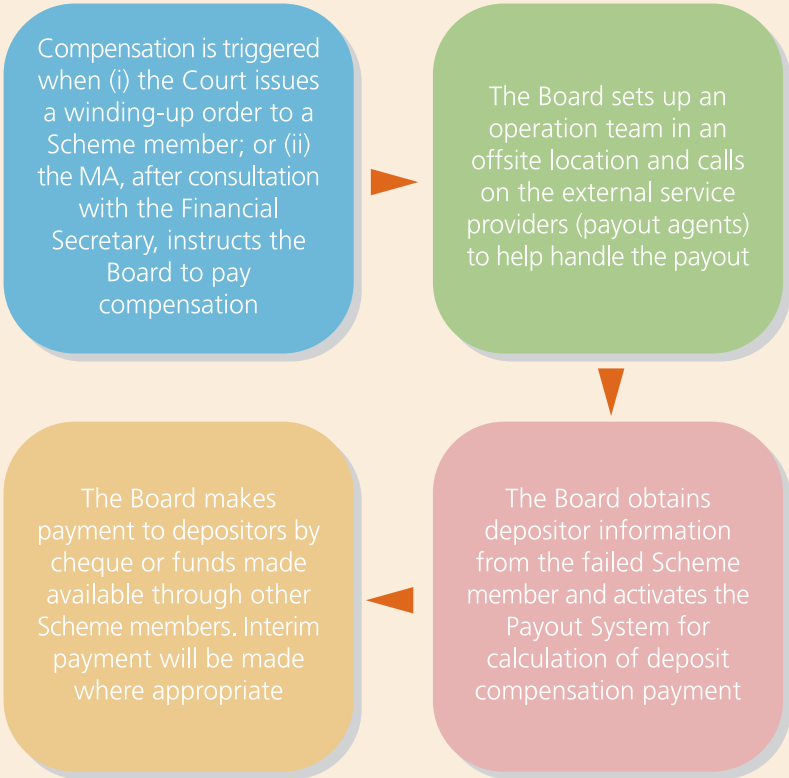 Compensation is triggered
when (i) the Court issues
a winding-up order to a
Scheme member; or (ii)
the MA, after consultation
with the Financial
Secretary, instructs the
Board to pay
compensation
The Board sets up an
operation team in an
offsite location and calls
on the external service
providers (payout agents)
to help handle the payout
The Board obtains
depositor information
from the failed Scheme
member and activates the
Payout System for
calculation of deposit
compensation payment
The Board makes
payment to depositors by
cheque or funds made
available through other
Scheme members. Interim
payment will be made
where appropriate